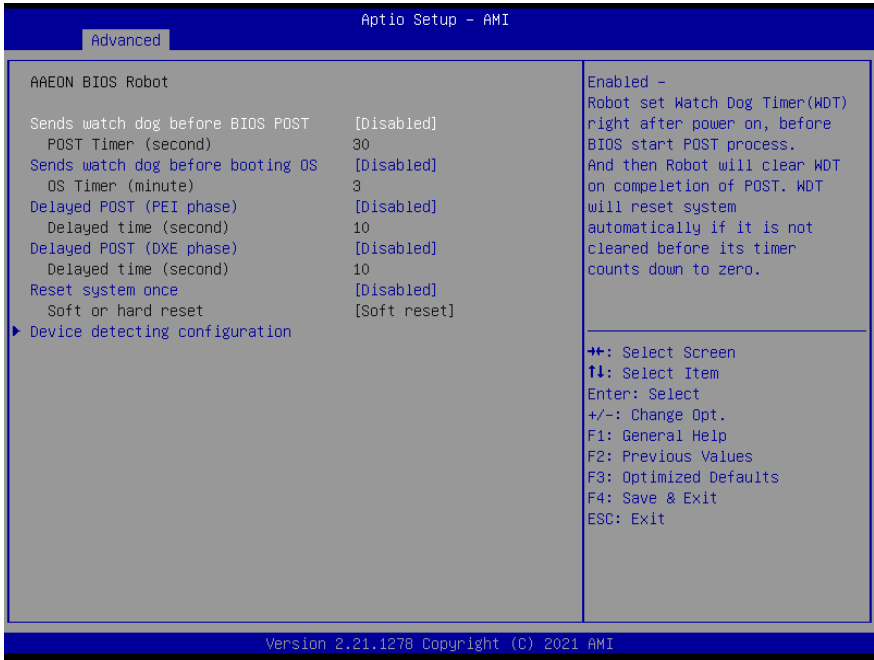 Aptio Setup – AMI
Advanced
AAEON BIOS Robot
Sends watch dog before BIOS POST [Disabled]
POST Timer (second) 30
Sends watch dog before booting OS [Disabled]
OS Timer (minute) 3
Delayed POST (PEI phase) [Disabled]
Delayed time (second) 10
Delayed POST (DXE phase) [Disabled]
Delayed time (second) 10
Reset system once [Disabled]
Soft or hard reset [Soft reset]
Device detecting configuration
Enabled –
Robot set Watch Dog Timer(WDT)
right after power on, before
BIOS start POST process.
And then Robot will clear WDT
on compeletion of POST. WDT
will reset system
automatically if it is not
cleared before its timer
counts down to zero.
→←: Select Screen
↑↓: Select Item
Enter: Select
+/-: Change Opt.
F1: General Help
F2: Previous Values
F3: Optimized Defaults
F4: Save & Exit
ESC: Exit
Version 2.21.1278 Copyright (C) 2021 AMI